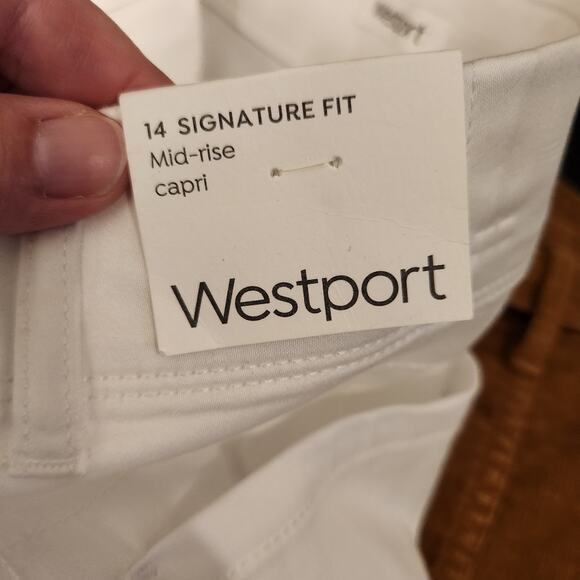 14 SIGNATURE FIT
Mid-rise
capri
Westport